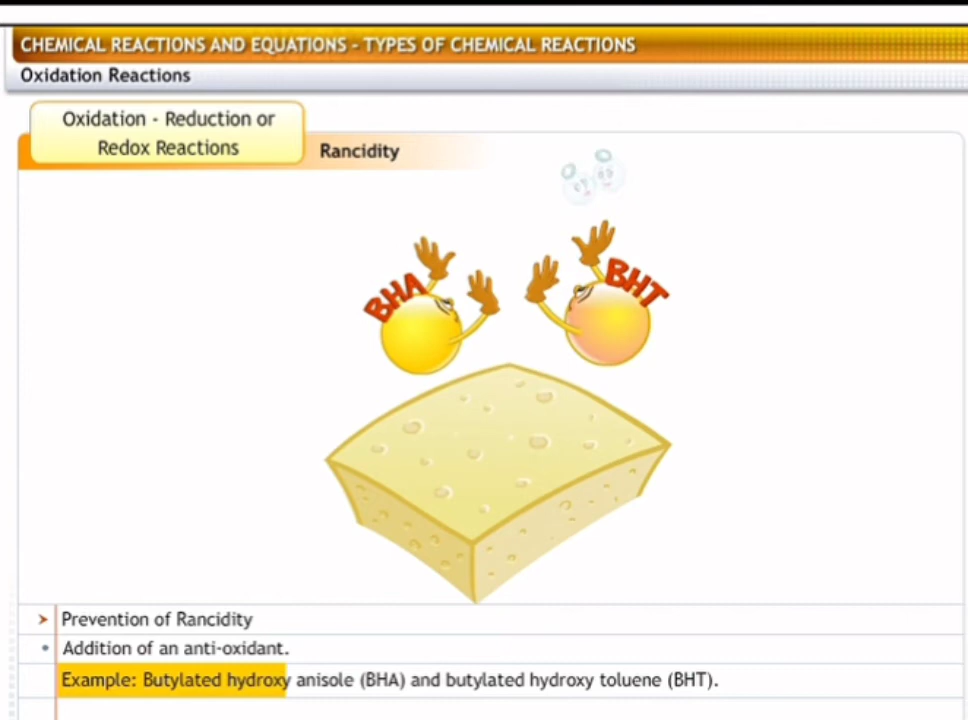 CHEMICAL REACTIONS AND EQUATIONS - TYPES OF CHEMICAL REACTIONS
Oxidation Reactions
Oxidation - Reduction or
Redox Reactions
Rancidity
BHA
BHT
Prevention of Rancidity
Addition of an anti-oxidant.
Example: Butylated hydroxy anisole (BHA) and butylated hydroxy toluene (BHT).